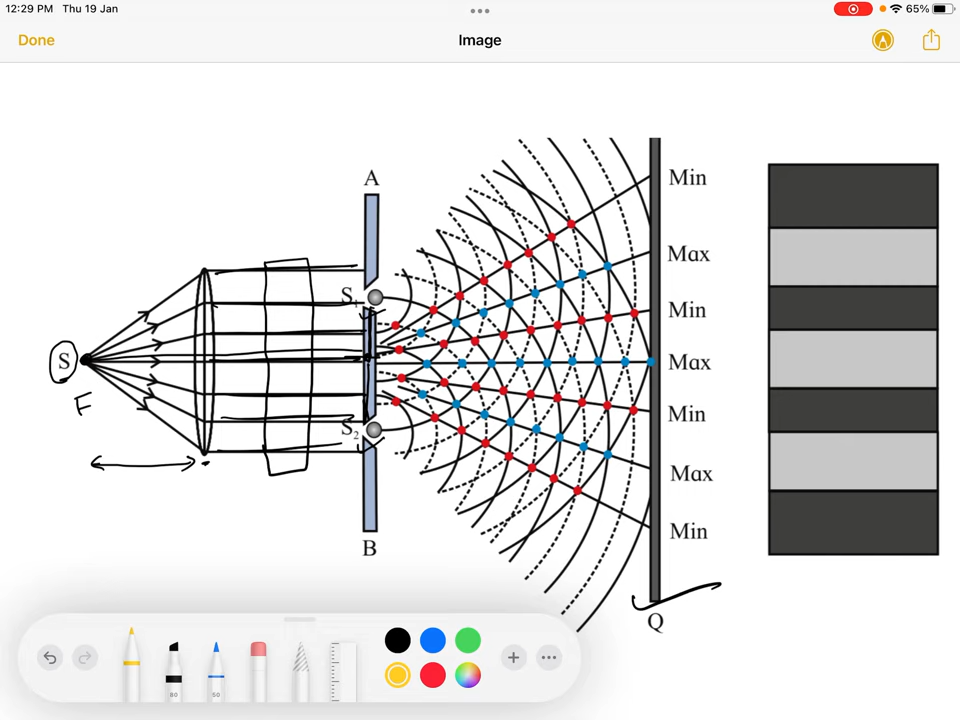 12:29 PM Thu 19 Jan
65%
Done
Image
A
Min
Max
S₁
Min
S
Max
F
Min
S₂
Max
Min
B
Q
80
50